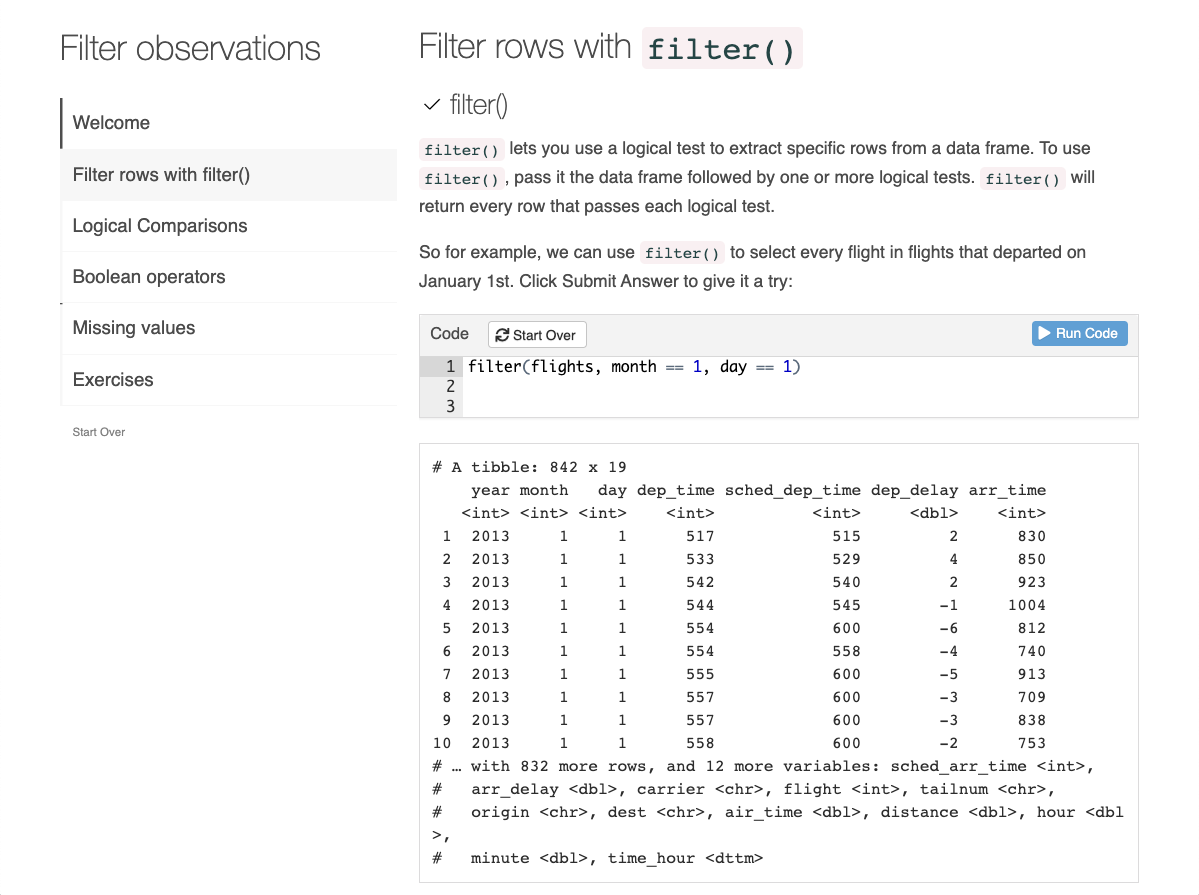 Filter observations
Welcome
Filter rows with filter()
Logical Comparisons
Boolean operators
Missing values
Exercises
Start Over
Filter rows with filter()
✓ filter()
filter() lets you use a logical test to extract specific rows from a data frame. To use
filter(), pass it the data frame followed by one or more logical tests. filter() will
return every row that passes each logical test.
So for example, we can use filter() to select every flight in flights that departed on
January 1st. Click Submit Answer to give it a try:
Code Start Over Run Code
1 filter(flights, month == 1, day == 1)
2
3
# A tibble: 842 x 19
year month day dep_time sched_dep_time dep_delay arr_time
<int> <int> <int> <int> <int> <dbl> <int>
1 2013 1 1 517 515 2 830
2 2013 1 1 533 529 4 850
3 2013 1 1 542 540 2 923
4 2013 1 1 544 545 -1 1004
5 2013 1 1 554 600 -6 812
6 2013 1 1 554 558 -4 740
7 2013 1 1 555 600 -5 913
8 2013 1 1 557 600 -3 709
9 2013 1 1 557 600 -3 838
10 2013 1 1 558 600 -2 753
# … with 832 more rows, and 12 more variables: sched_arr_time <int>,
# arr_delay <dbl>, carrier <chr>, flight <int>, tailnum <chr>,
# origin <chr>, dest <chr>, air_time <dbl>, distance <dbl>, hour <dbl
>,
# minute <dbl>, time_hour <dttm>